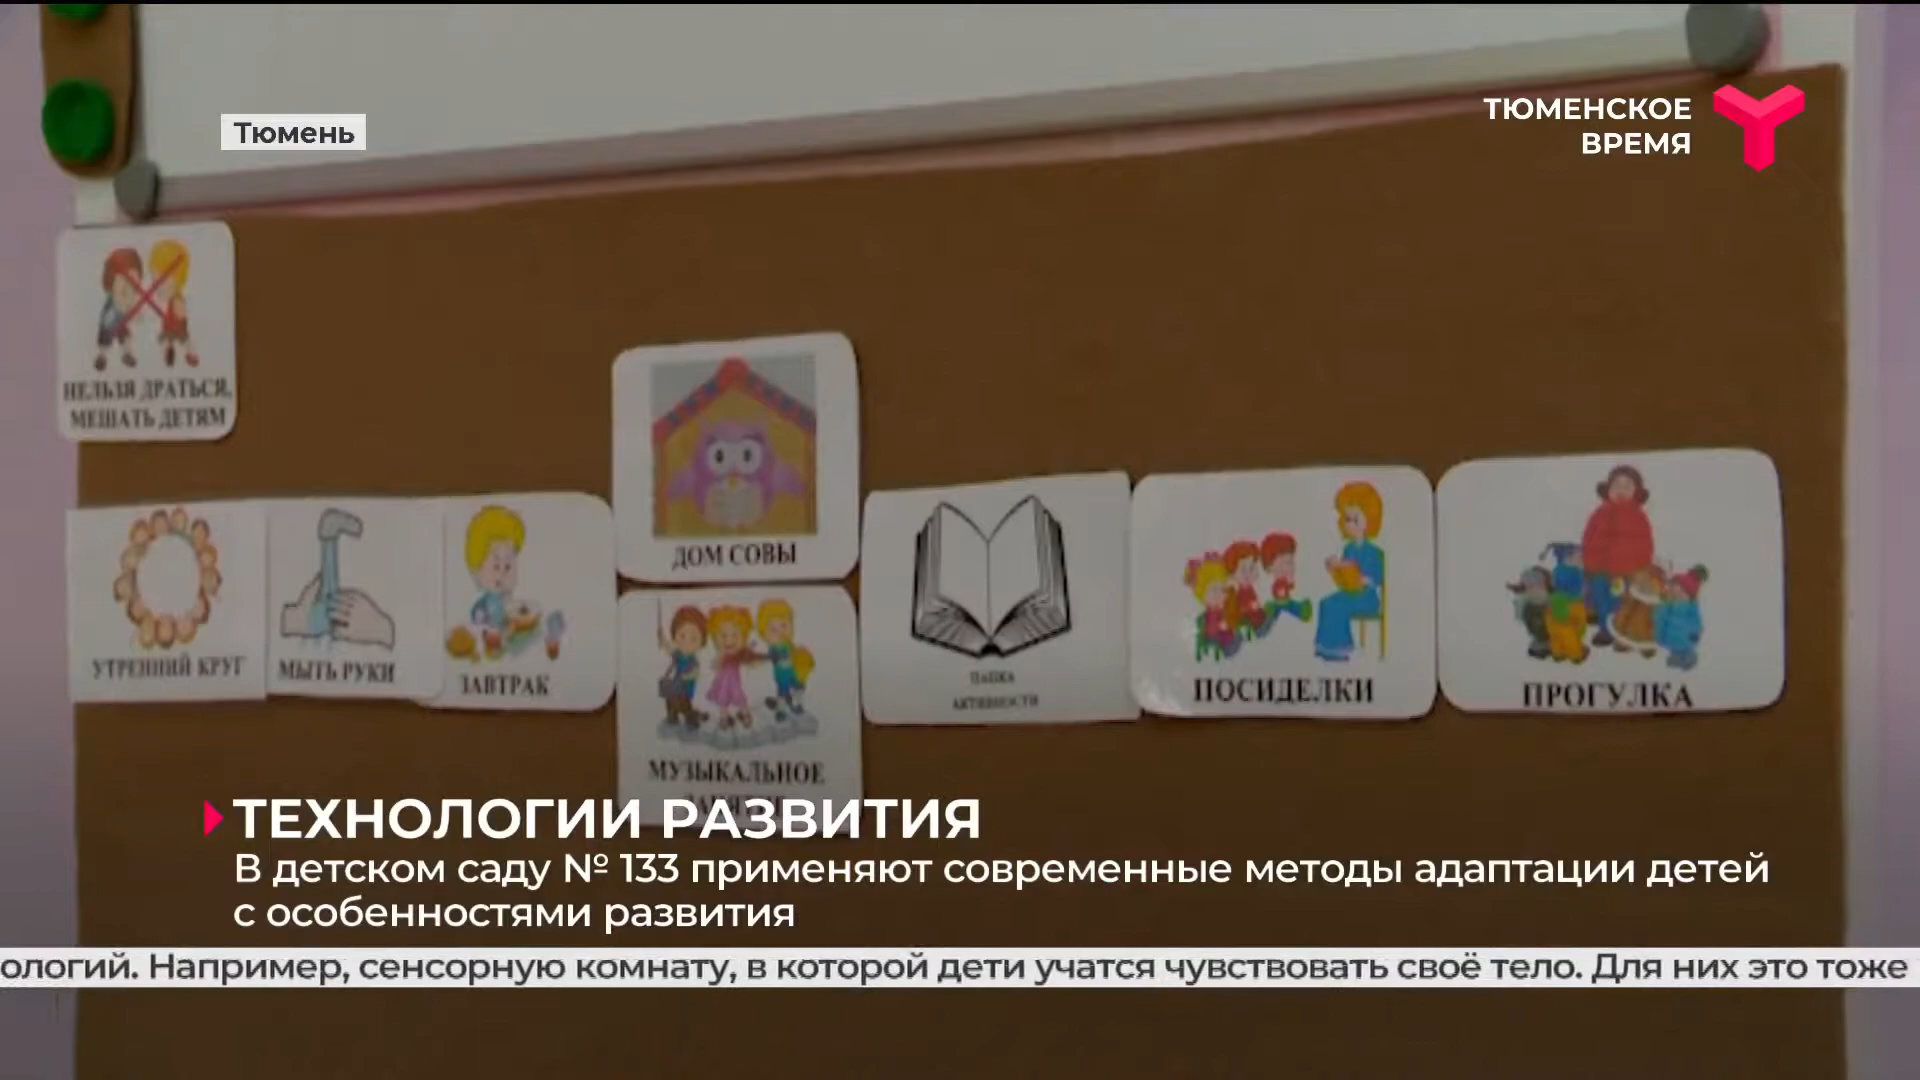 Тюмень
ТЮМЕНСКОЕ
ВРЕМЯ
НЕЛЬЗЯ ДРАТЬСЯ,
МЕШАТЬ ДЕТЯМ
ДОМ СОВЫ
УТРЕННИЙ КРУГ
МЫТЬ РУКИ
ЗАВТРАК
МУЗЫКАЛЬНОЕ
ПАПКА
АКТИВНОСТИ
ПОСИДЕЛКИ
ПРОГУЛКА
ТЕХНОЛОГИИ РАЗВИТИЯ
В детском саду № 133 применяют современные методы адаптации детей
с особенностями развития
ологий. Например, сенсорную комнату, в которой дети учатся чувствовать своё тело. Для них это тоже